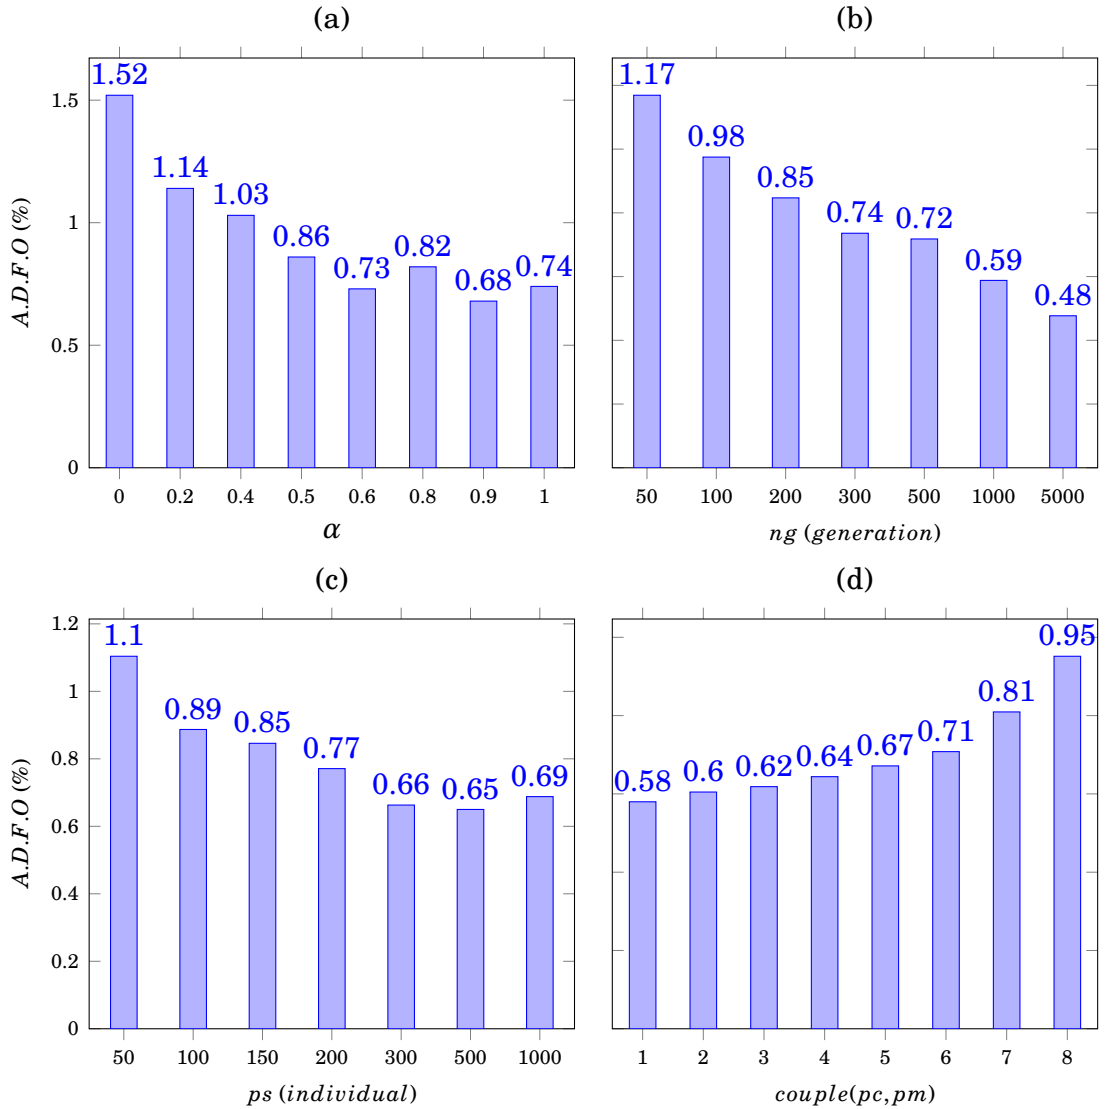 (a)
1.52
1.14
1.03
0.86
0.73
0.82
0.68
0.74
1.5
1
0.5
0
A.D.F.O (%)
0 0.2 0.4 0.5 0.6 0.8 0.9 1
α
(b)
1.17
0.98
0.85
0.74
0.72
0.59
0.48
50 100 200 300 500 1000 5000
ng (generation)
(c)
1.1
0.89
0.85
0.77
0.66
0.65
0.69
1.2
1
0.8
0.6
0.4
0.2
0
A.D.F.O (%)
50 100 150 200 300 500 1000
ps (individual)
(d)
0.58
0.6
0.62
0.64
0.67
0.71
0.81
0.95
1 2 3 4 5 6 7 8
couple(pc,pm)